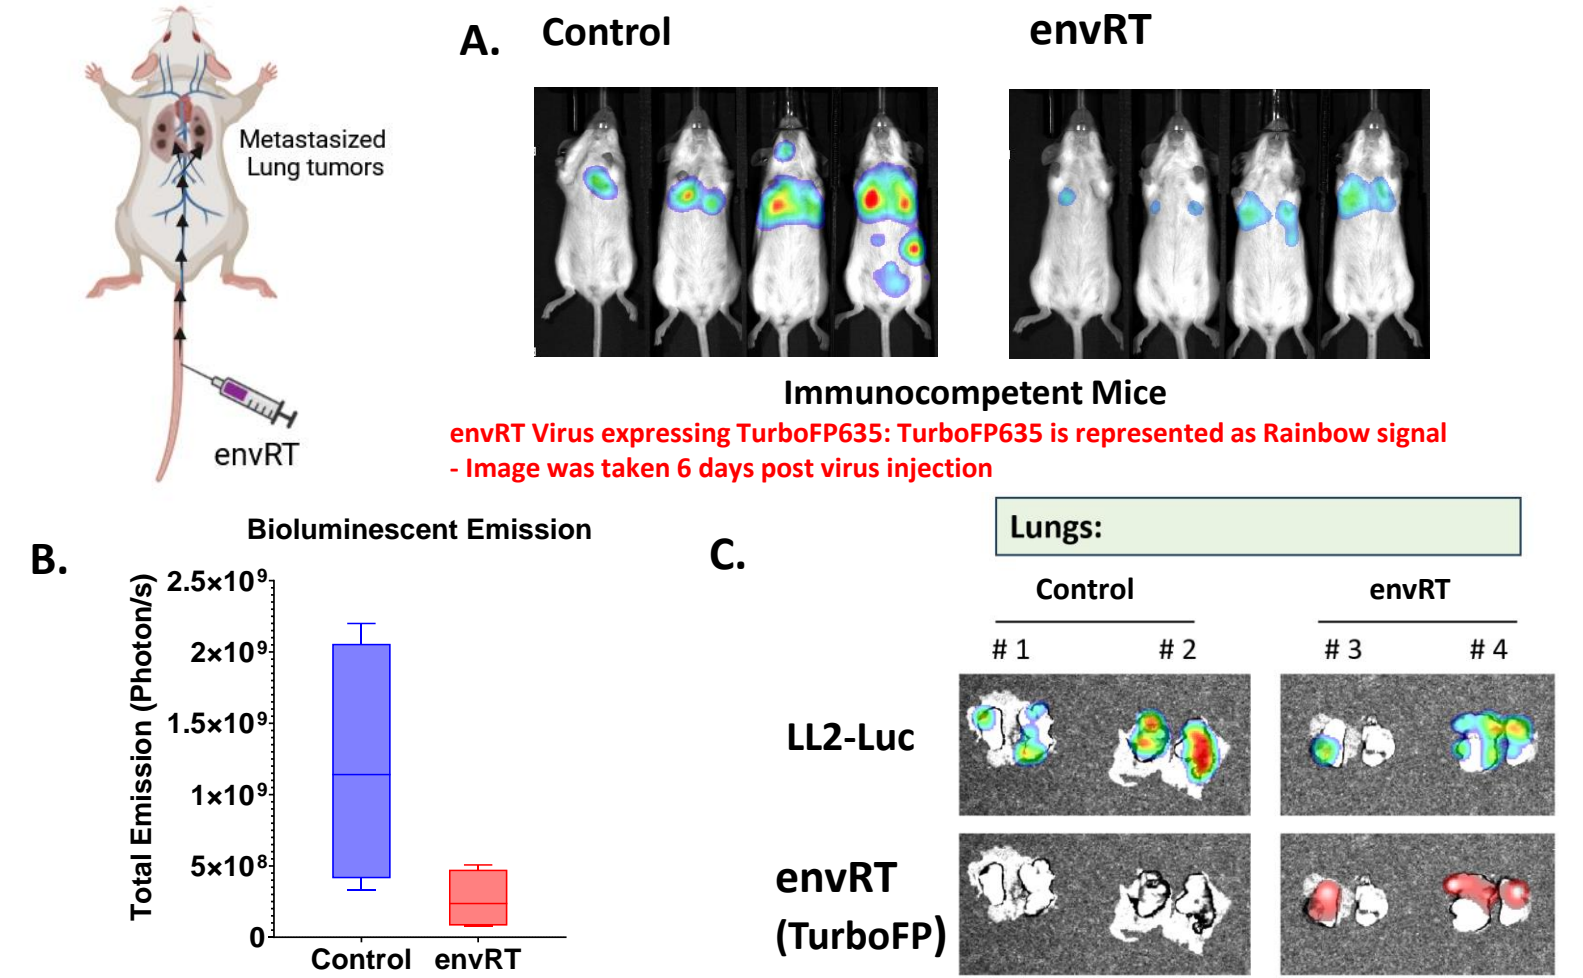 A.
Control
envRT
Metastasized
Lung tumors
envRT
Immunocompetent Mice
envRT Virus expressing TurboFP635: TurboFP635 is represented as Rainbow signal
- Image was taken 6 days post virus injection
B.
Bioluminescent Emission
Total Emission (Photon/s)
2.5×10⁹
2×10⁹
1.5×10⁹
1×10⁹
5×10⁸
0
Control envRT
C.
Lungs:
Control envRT
# 1 # 2 # 3 # 4
LL2-Luc
envRT
(TurboFP)